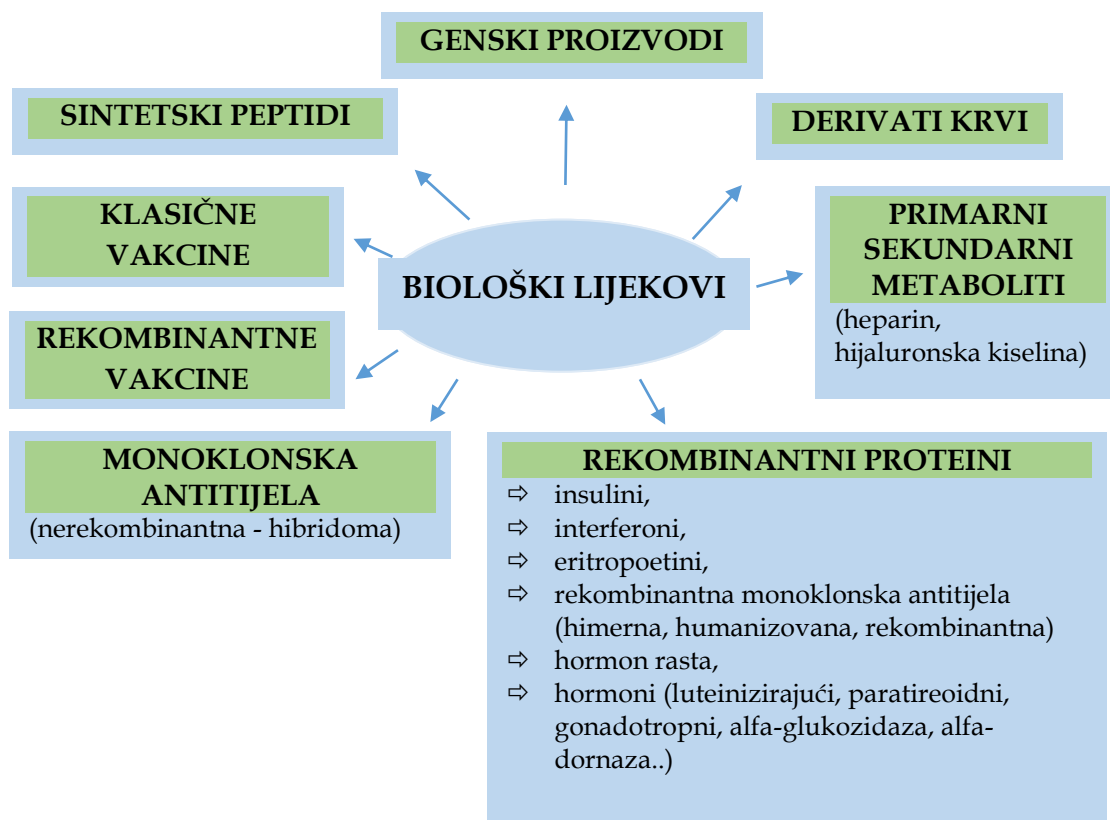 GENSKI PROIZVODI
SINTETSKI PEPTIDI
DERIVATI KRVI
KLASIČNE
VAKCINE
PRIMARNI
SEKUNDARNI
METABOLITI
(heparin,
hijaluronska kiselina)
BIOLOŠKI LIJEKOVI
REKOMBINANTNE
VAKCINE
MONOKLONSKA
ANTITIJELA
(nerekombinantna - hibridoma)
REKOMBINANTNI PROTEINI
⇨ insulini,
⇨ interferoni,
⇨ eritropoetini,
⇨ rekombinantna monoklonska antitijela
(himerna, humanizovana, rekombinantna)
⇨ hormon rasta,
⇨ hormoni (luteinizirajući, paratireoidni,
gonadotropni, alfa-glukozidaza, alfa-
dornaza..)